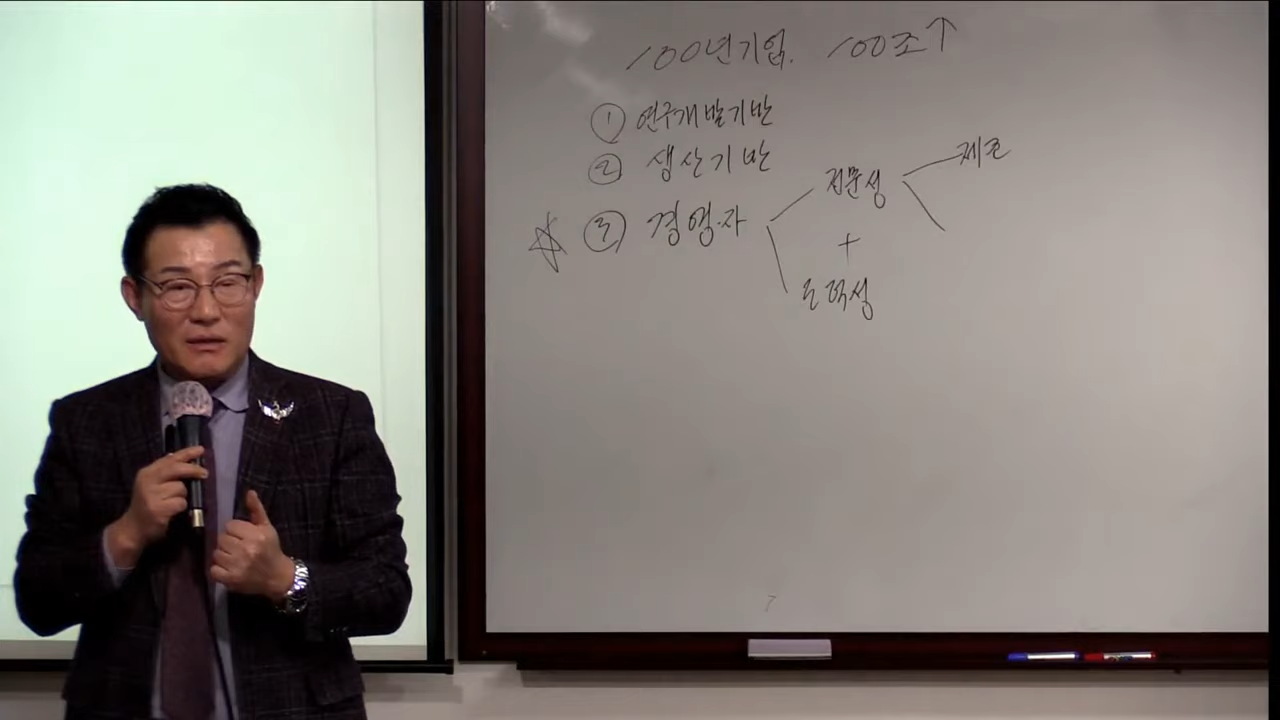 100년기업. 100조↑
① 연구개발기반
② 생산기반
☆ ③ 경영자
전문성
제조
+
도덕성